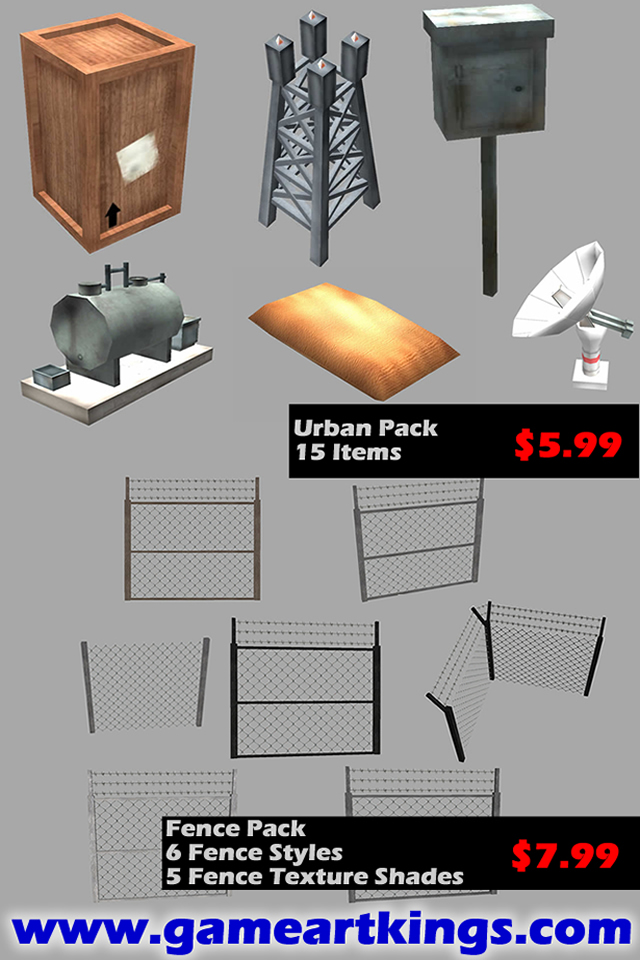 Urban Pack
15 Items
$5.99
Fence Pack
6 Fence Styles
5 Fence Texture Shades
$7.99
www.gameartkings.com